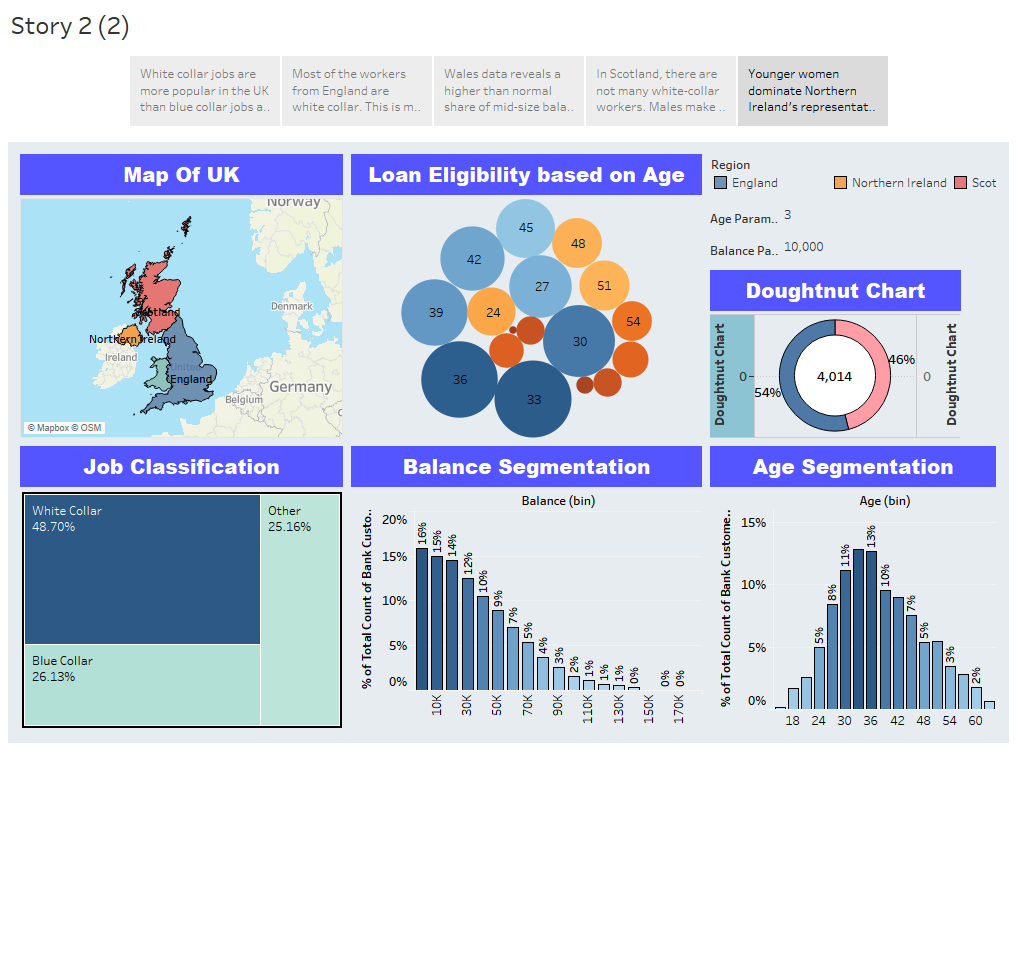 Story 2 (2)
White collar jobs are
more popular in the UK
than blue collar jobs a..
Most of the workers
from England are
white collar. This is m..
Wales data reveals a
higher than normal
share of mid-size bala..
In Scotland, there are
not many white-collar
workers. Males make ..
Younger women
dominate Northern
Ireland's representat..
Map Of UK
Norway
Denmark
Scotland
Northern Ireland
Ireland
United
England
Belgium
Germany
© Mapbox © OSM
Loan Eligibility based on Age
45
48
42
27
51
39
24
54
30
36
33
Region
England
Northern Ireland
Scot
Age Param.. 3
Balance Pa.. 10,000
Doughtnut Chart
Doughtnut Chart
0
54%
4,014
46%
0
Doughtnut Chart
Job Classification
White Collar
48.70%
Other
25.16%
Blue Collar
26.13%
Balance Segmentation
Balance (bin)
% of Total Count of Bank Custo..
20%
15%
10%
5%
0%
16%
15%
14%
12%
10%
9%
7%
5%
4%
3%
2%
1%
1%
1%
0%
0%
0%
10K
30K
50K
70K
90K
110K
130K
150K
170K
Age Segmentation
Age (bin)
% of Total Count of Bank Custome..
15%
10%
5%
0%
5%
8%
11%
13%
10%
7%
5%
3%
2%
18
24
30
36
42
48
54
60